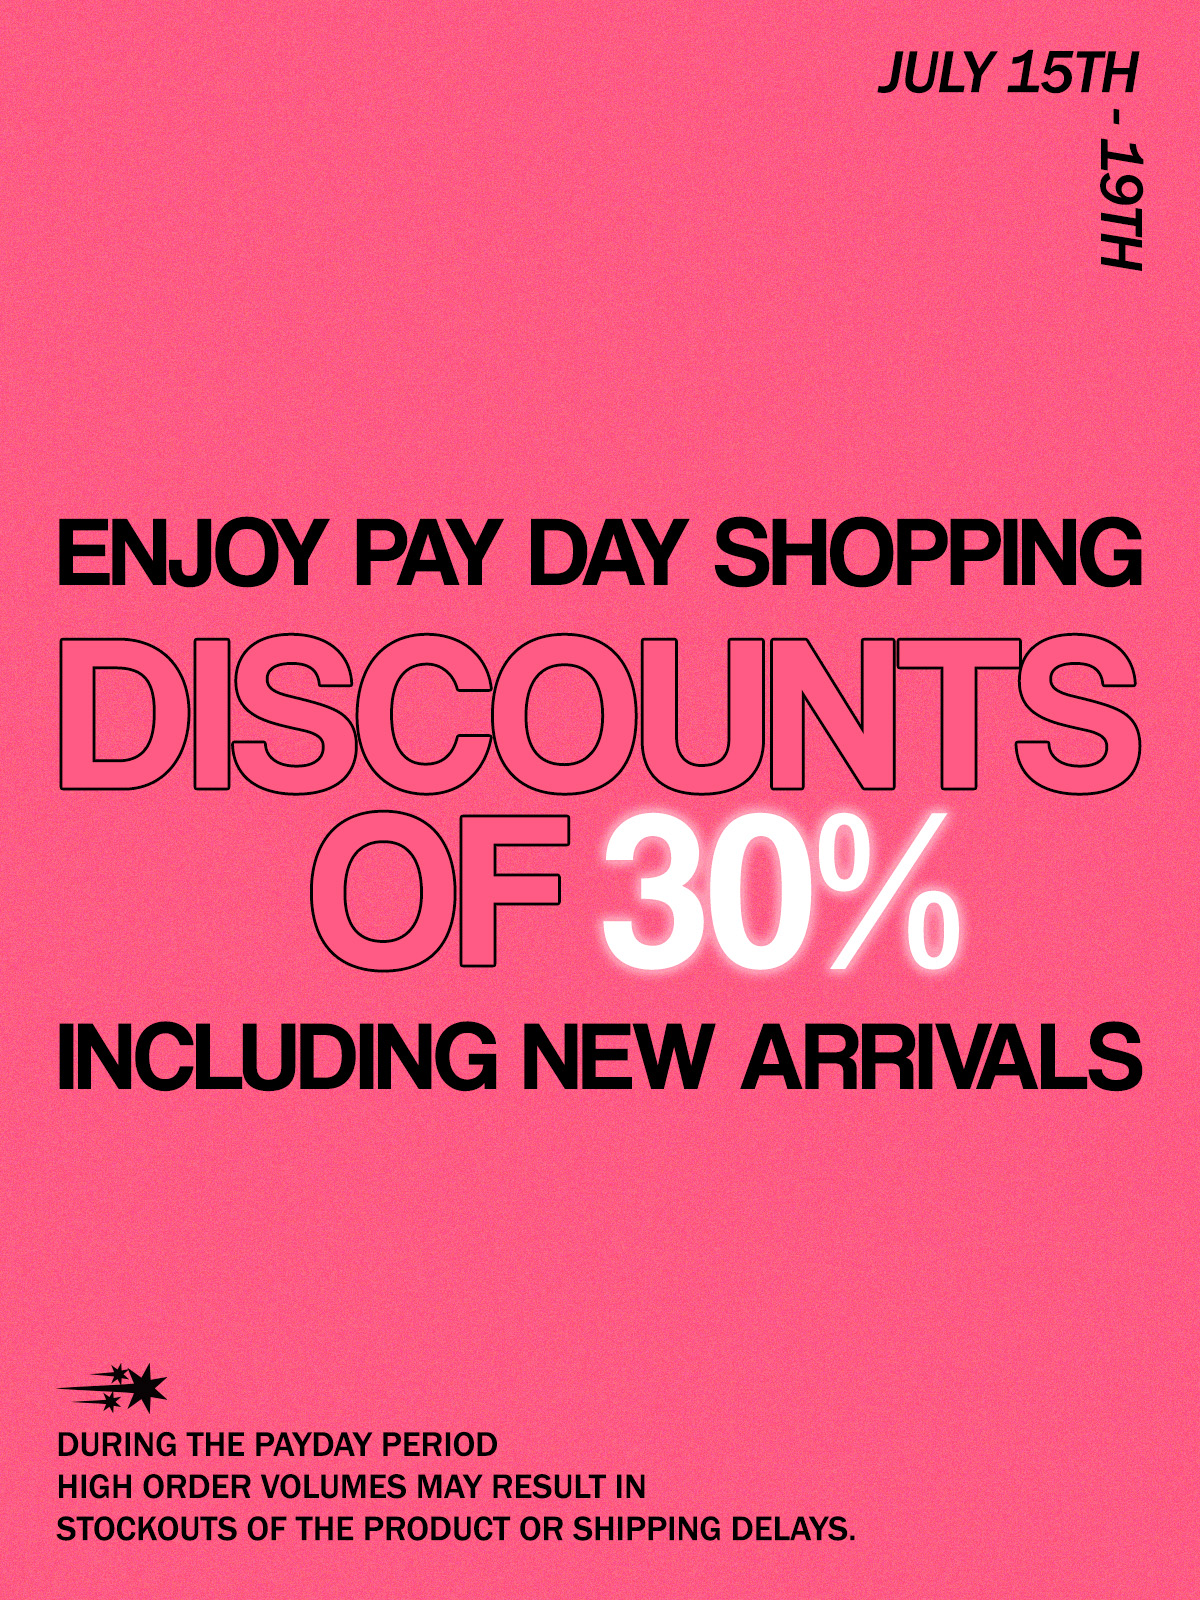 JULY 15TH
- 19TH
ENJOY PAY DAY SHOPPING
DISCOUNTS
OF 30%
INCLUDING NEW ARRIVALS
DURING THE PAYDAY PERIOD
HIGH ORDER VOLUMES MAY RESULT IN
STOCKOUTS OF THE PRODUCT OR SHIPPING DELAYS.